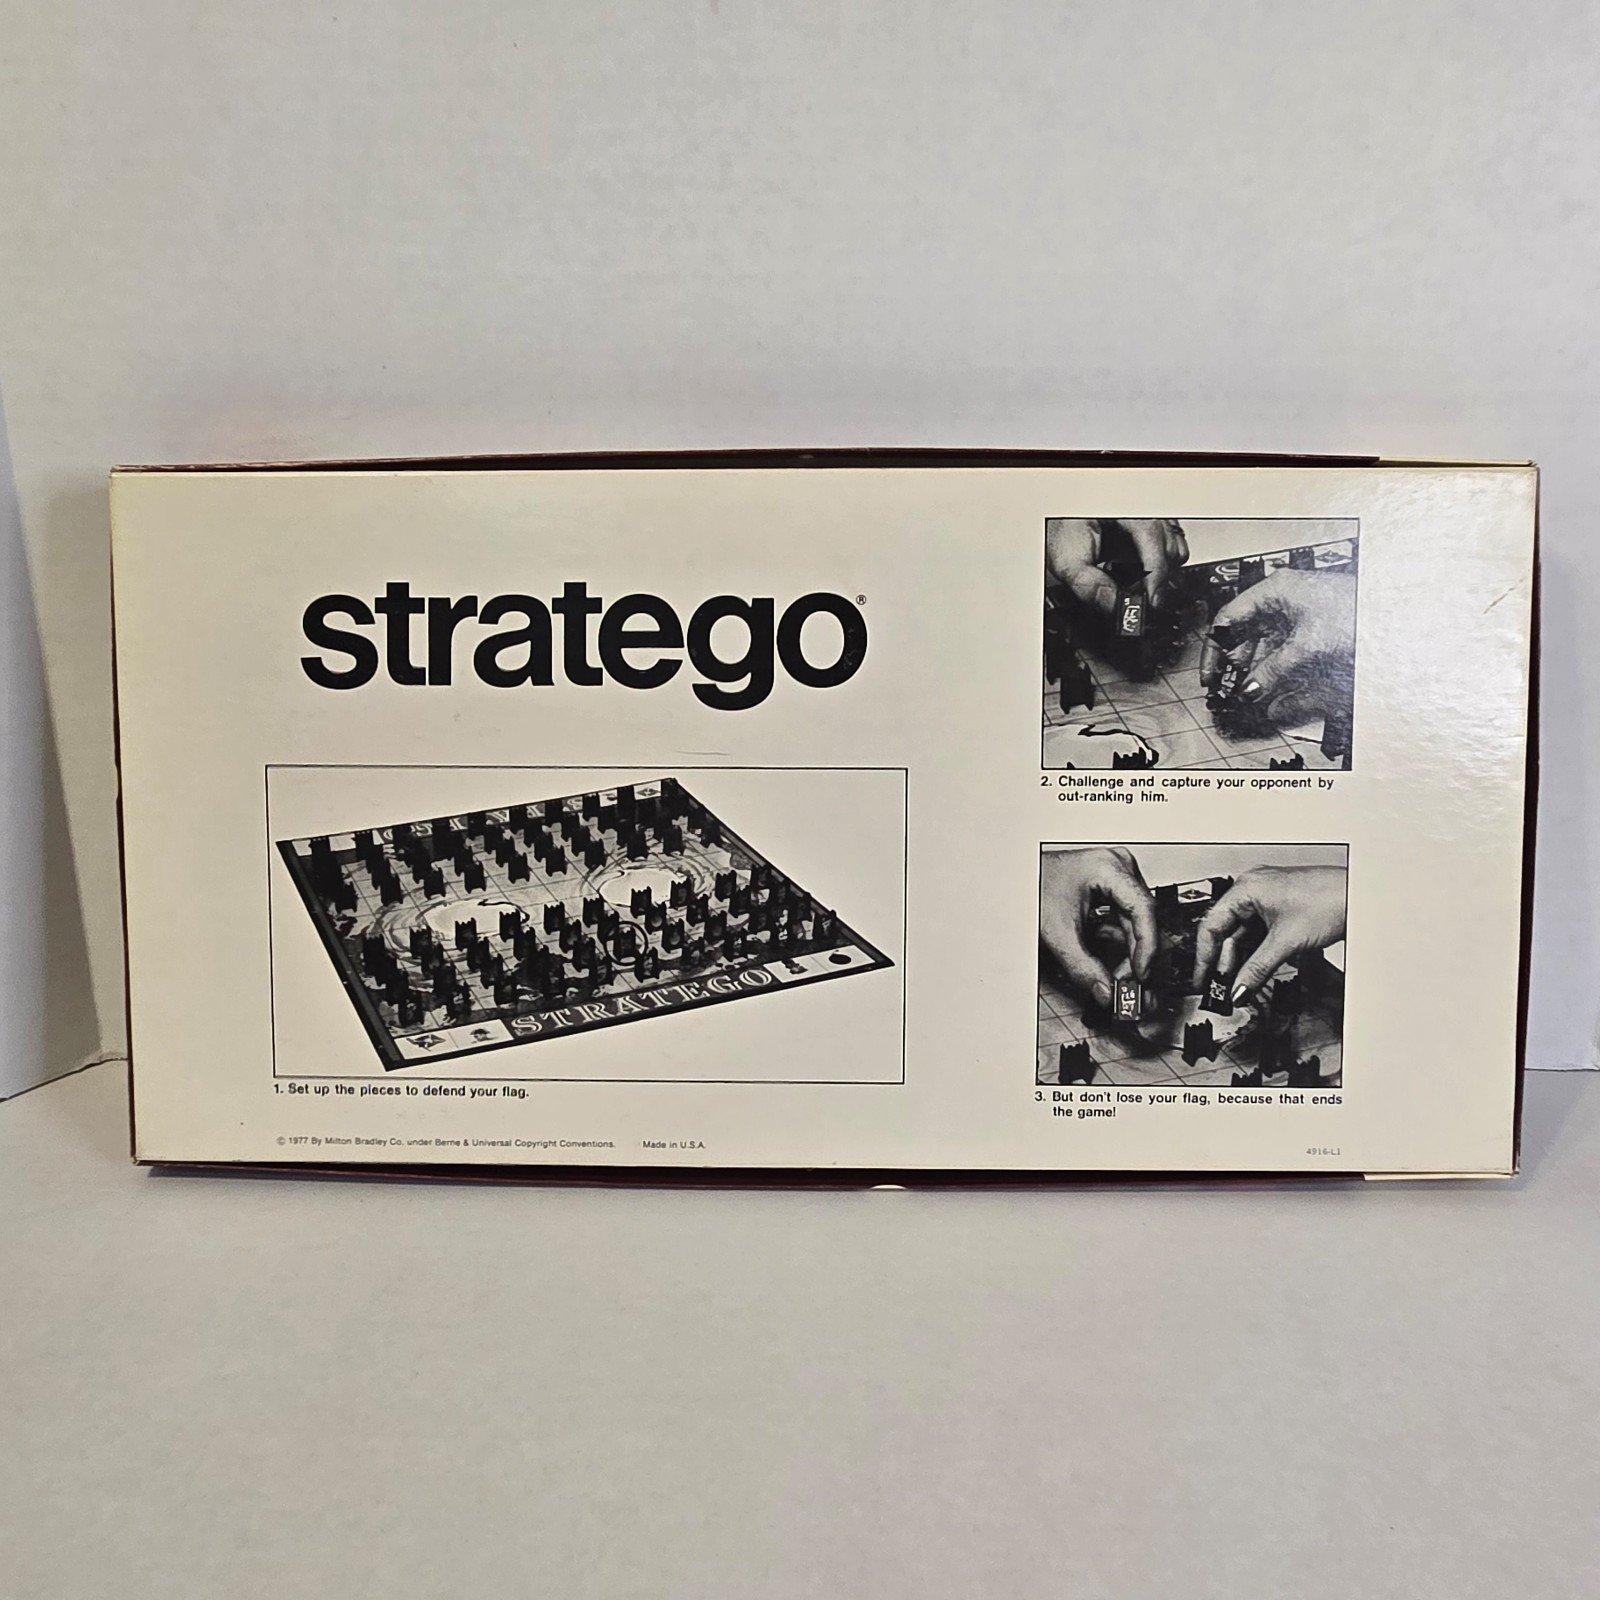 stratego®
2. Challenge and capture your opponent by
out-ranking him.
STRATEGO
1. Set up the pieces to defend your flag.
3. But don't lose your flag, because that ends
the game!
© 1977 By Milton Bradley Co. under Berne & Universal Copyright Conventions. Made in U.S.A.
4916-L1